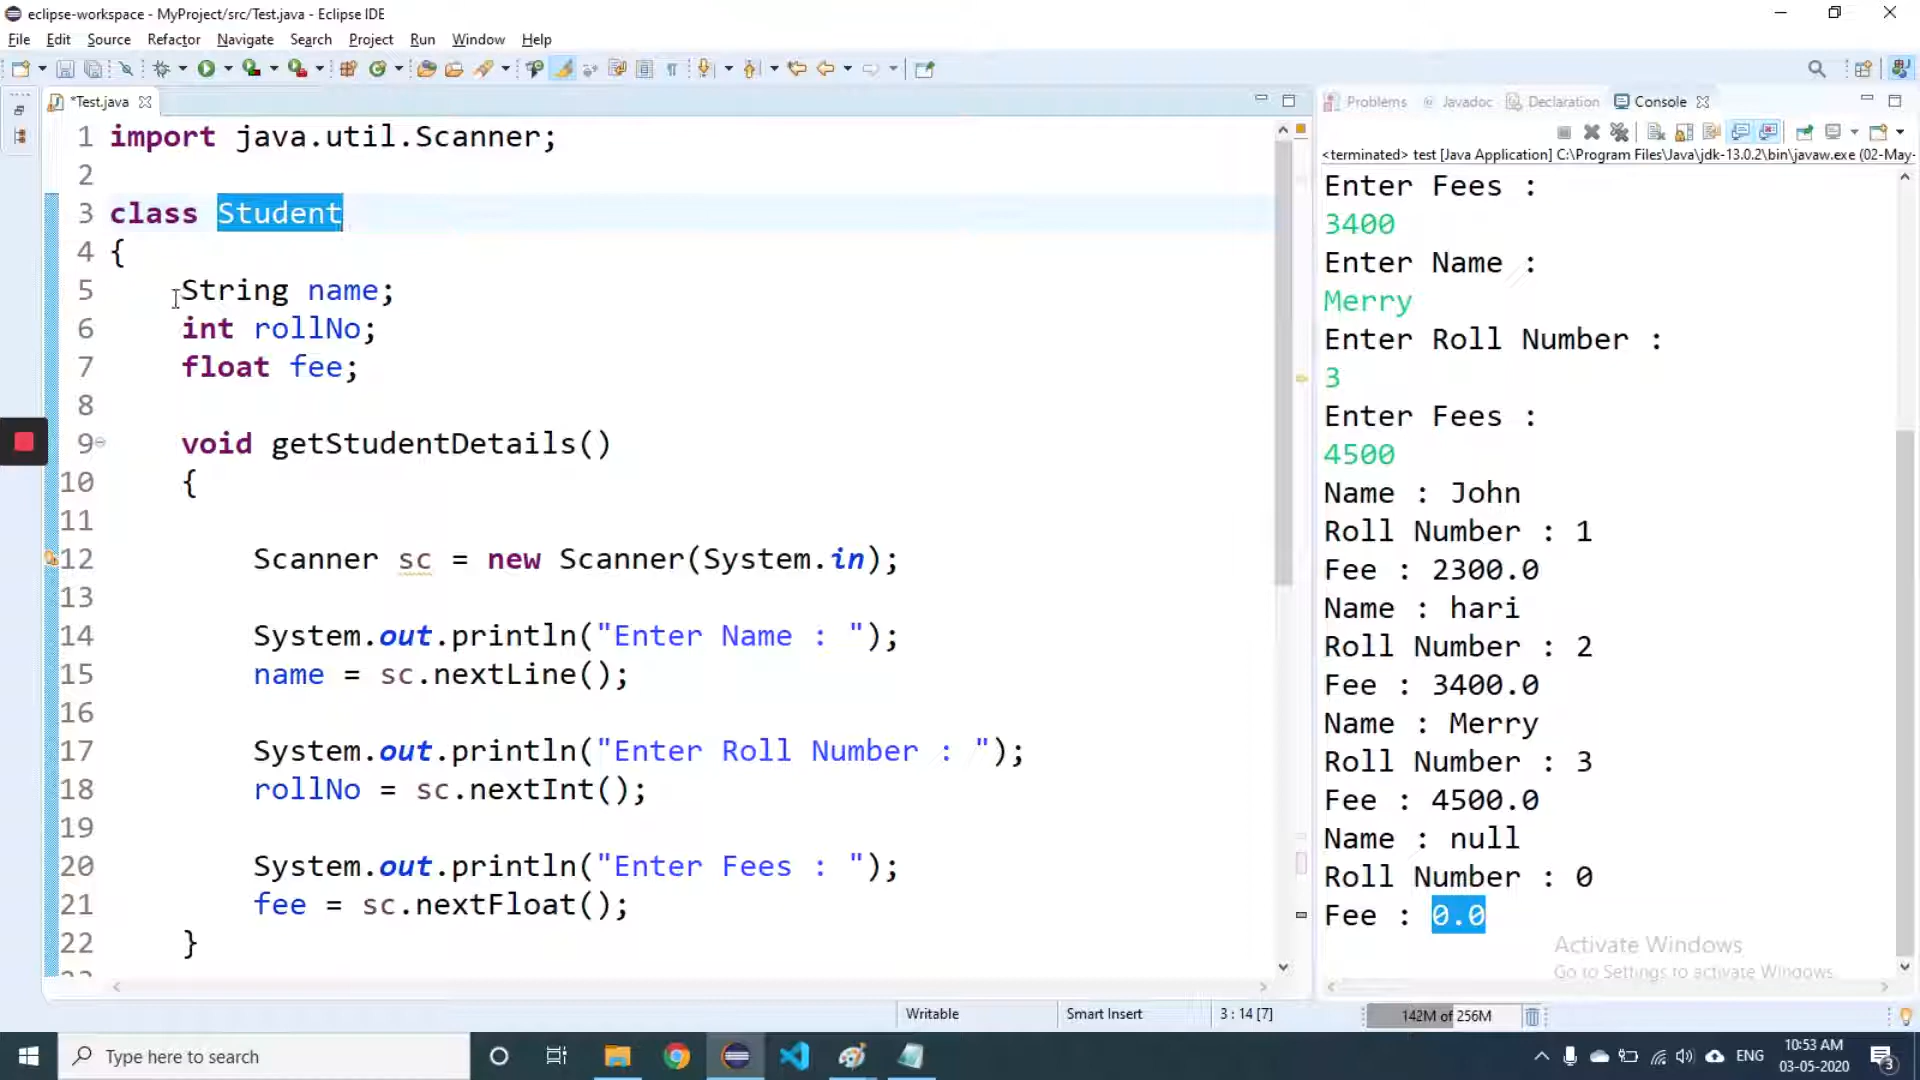 eclipse-workspace - MyProject/src/Test.java - Eclipse IDE
File Edit Source Refactor Navigate Search Project Run Window Help
*Test.java
1 import java.util.Scanner;
2
3 class Student
4 {
5 String name;
6 int rollNo;
7 float fee;
8
9 void getStudentDetails()
10 {
11
12 Scanner sc = new Scanner(System.in);
13
14 System.out.println("Enter Name : ");
15 name = sc.nextLine();
16
17 System.out.println("Enter Roll Number : ");
18 rollNo = sc.nextInt();
19
20 System.out.println("Enter Fees : ");
21 fee = sc.nextFloat();
22 }
Problems Javadoc Declaration Console
<terminated> test [Java Application] C:\Program Files\Java\jdk-13.0.2\bin\javaw.exe (02-May-
Enter Fees :
3400
Enter Name :
Merry
Enter Roll Number :
3
Enter Fees :
4500
Name : John
Roll Number : 1
Fee : 2300.0
Name : hari
Roll Number : 2
Fee : 3400.0
Name : Merry
Roll Number : 3
Fee : 4500.0
Name : null
Roll Number : 0
Fee : 0.0
Activate Windows
Go to Settings to activate Windows.
Writable Smart Insert 3 : 14 [7] 142M of 256M
Type here to search
ENG
10:53 AM
03-05-2020
3